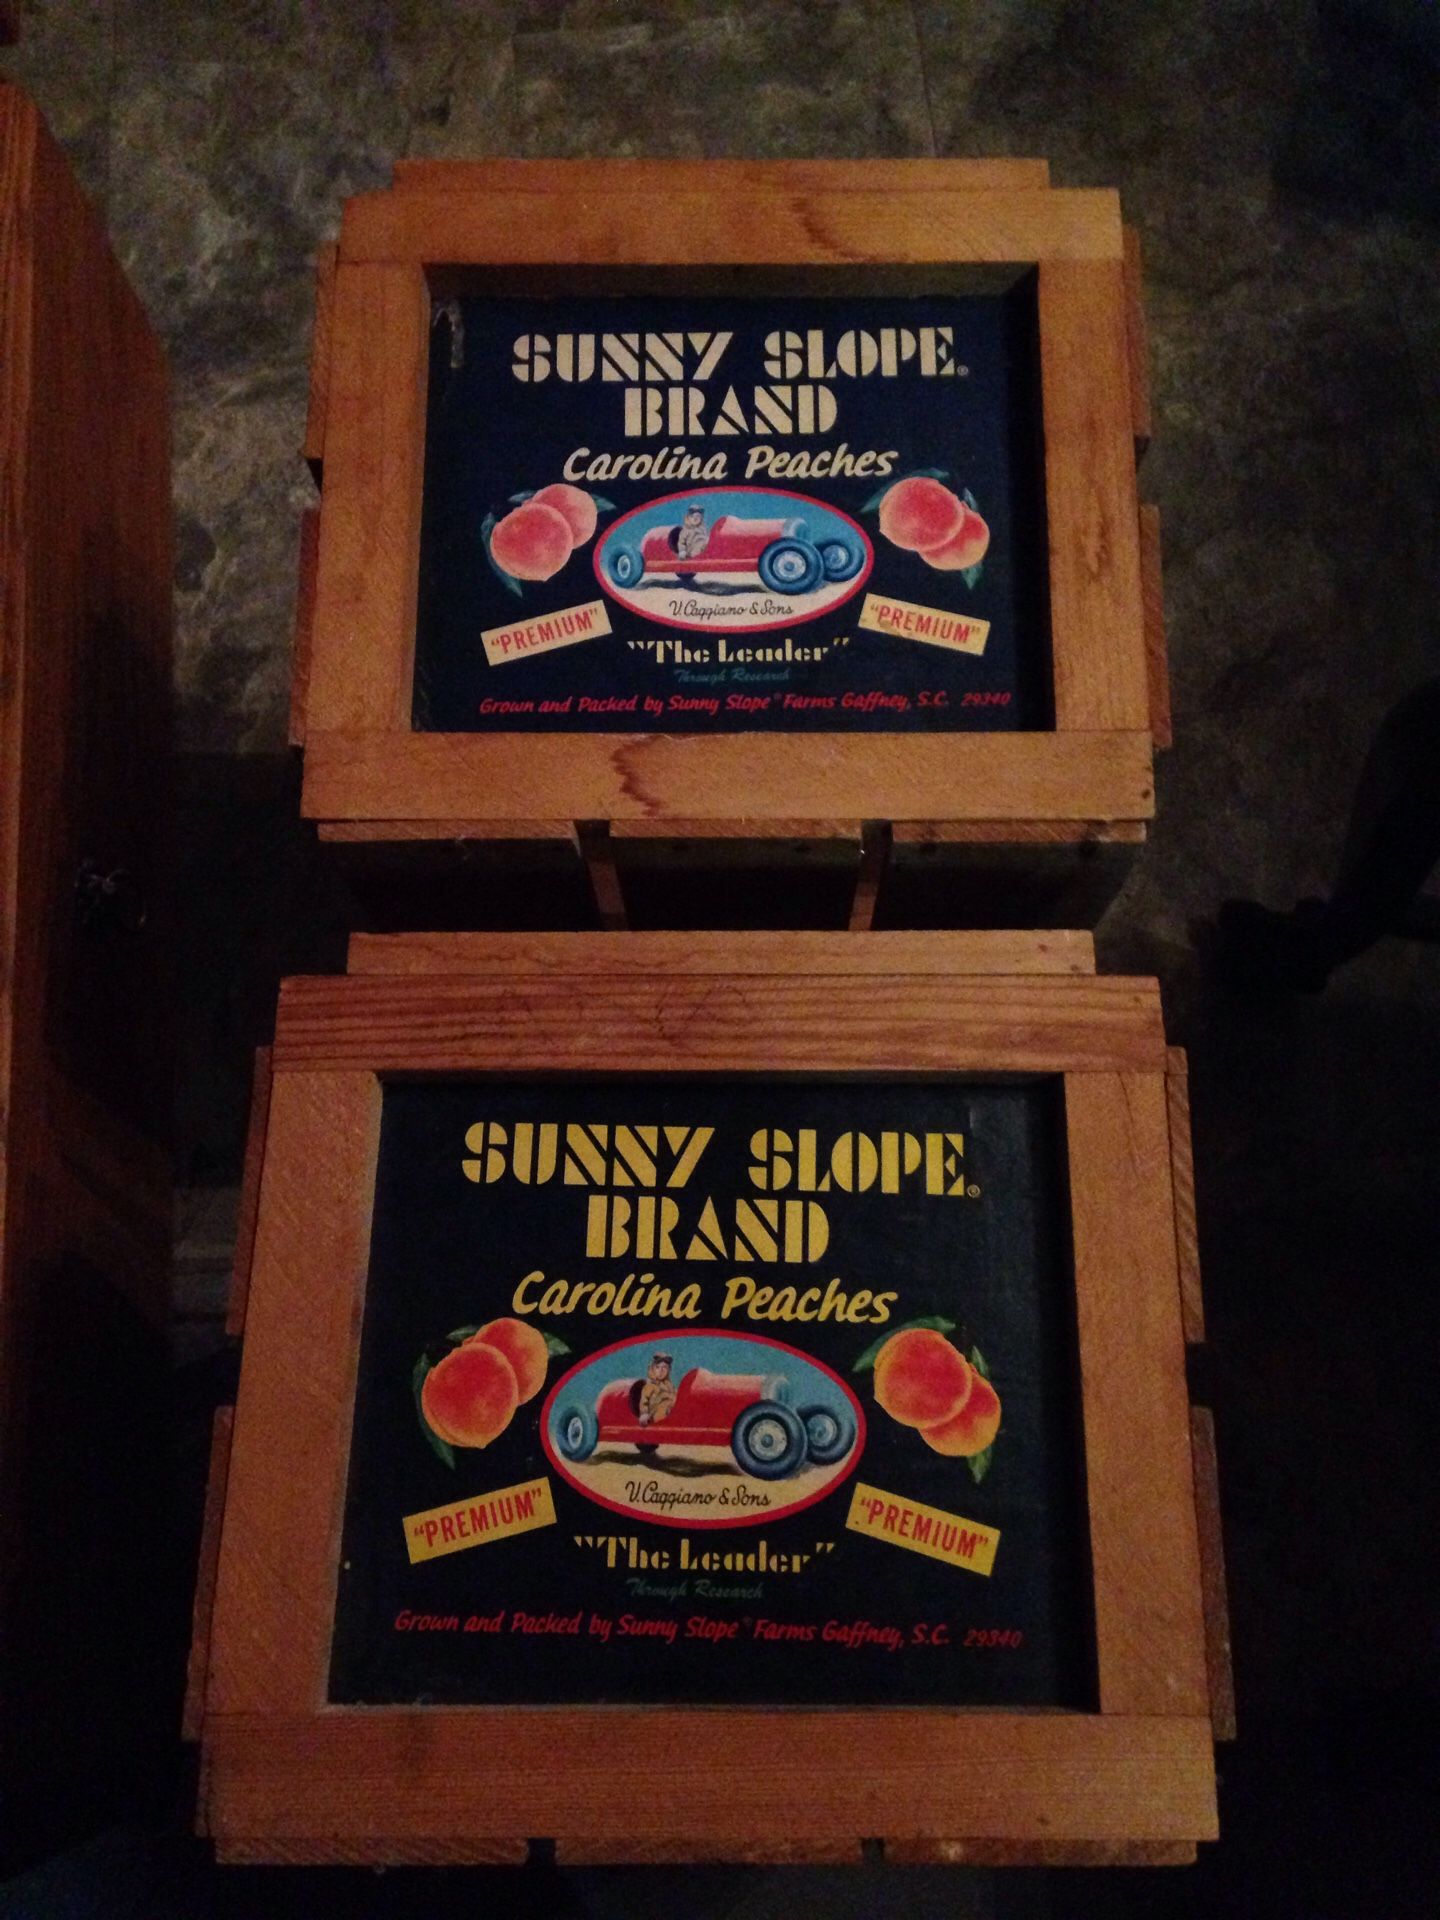 SUNNY SLOPE®
BRAND
Carolina Peaches
V. Caggiano & Sons
"PREMIUM"
"PREMIUM"
"The Leader"
Through Research
Grown and Packed by Sunny Slope® Farms Gaffney, S.C. 29340
SUNNY SLOPE®
BRAND
Carolina Peaches
V. Caggiano & Sons
"PREMIUM"
"PREMIUM"
"The Leader"
Through Research
Grown and Packed by Sunny Slope® Farms Gaffney, S.C. 29340